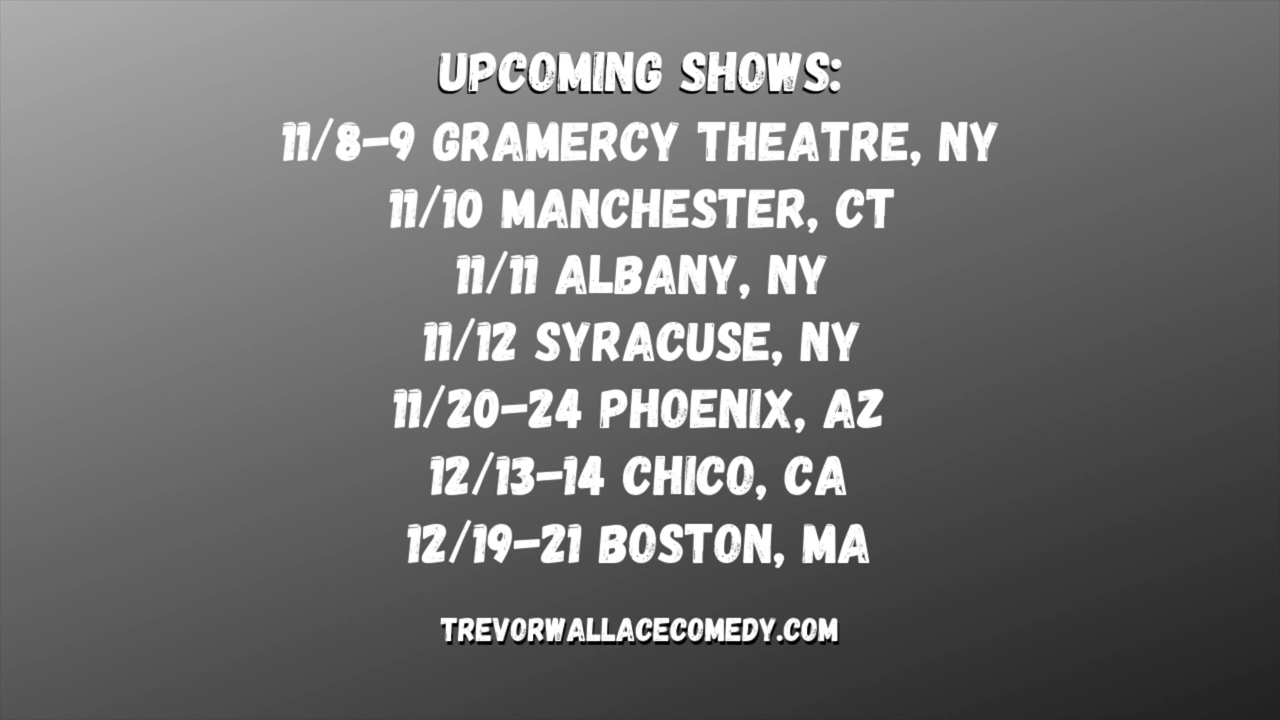 UPCOMING SHOWS:
11/8-9 GRAMERCY THEATRE, NY
11/10 MANCHESTER, CT
11/11 ALBANY, NY
11/12 SYRACUSE, NY
11/20-24 PHOENIX, AZ
12/13-14 CHICO, CA
12/19-21 BOSTON, MA
TREVORWALLACECOMEDY.COM